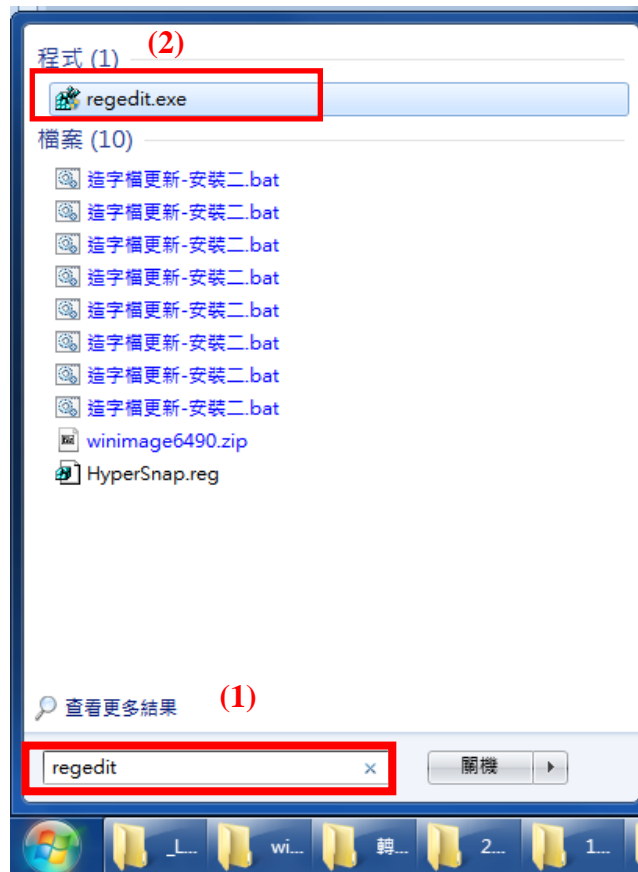 程式 (1)
(2)
regedit.exe
檔案 (10)
造字檔更新-安裝二.bat
造字檔更新-安裝二.bat
造字檔更新-安裝二.bat
造字檔更新-安裝二.bat
造字檔更新-安裝二.bat
造字檔更新-安裝二.bat
造字檔更新-安裝二.bat
造字檔更新-安裝二.bat
winimage6490.zip
HyperSnap.reg
查看更多結果
(1)
regedit
關機
_L...
wi...
轉...
2...
1...